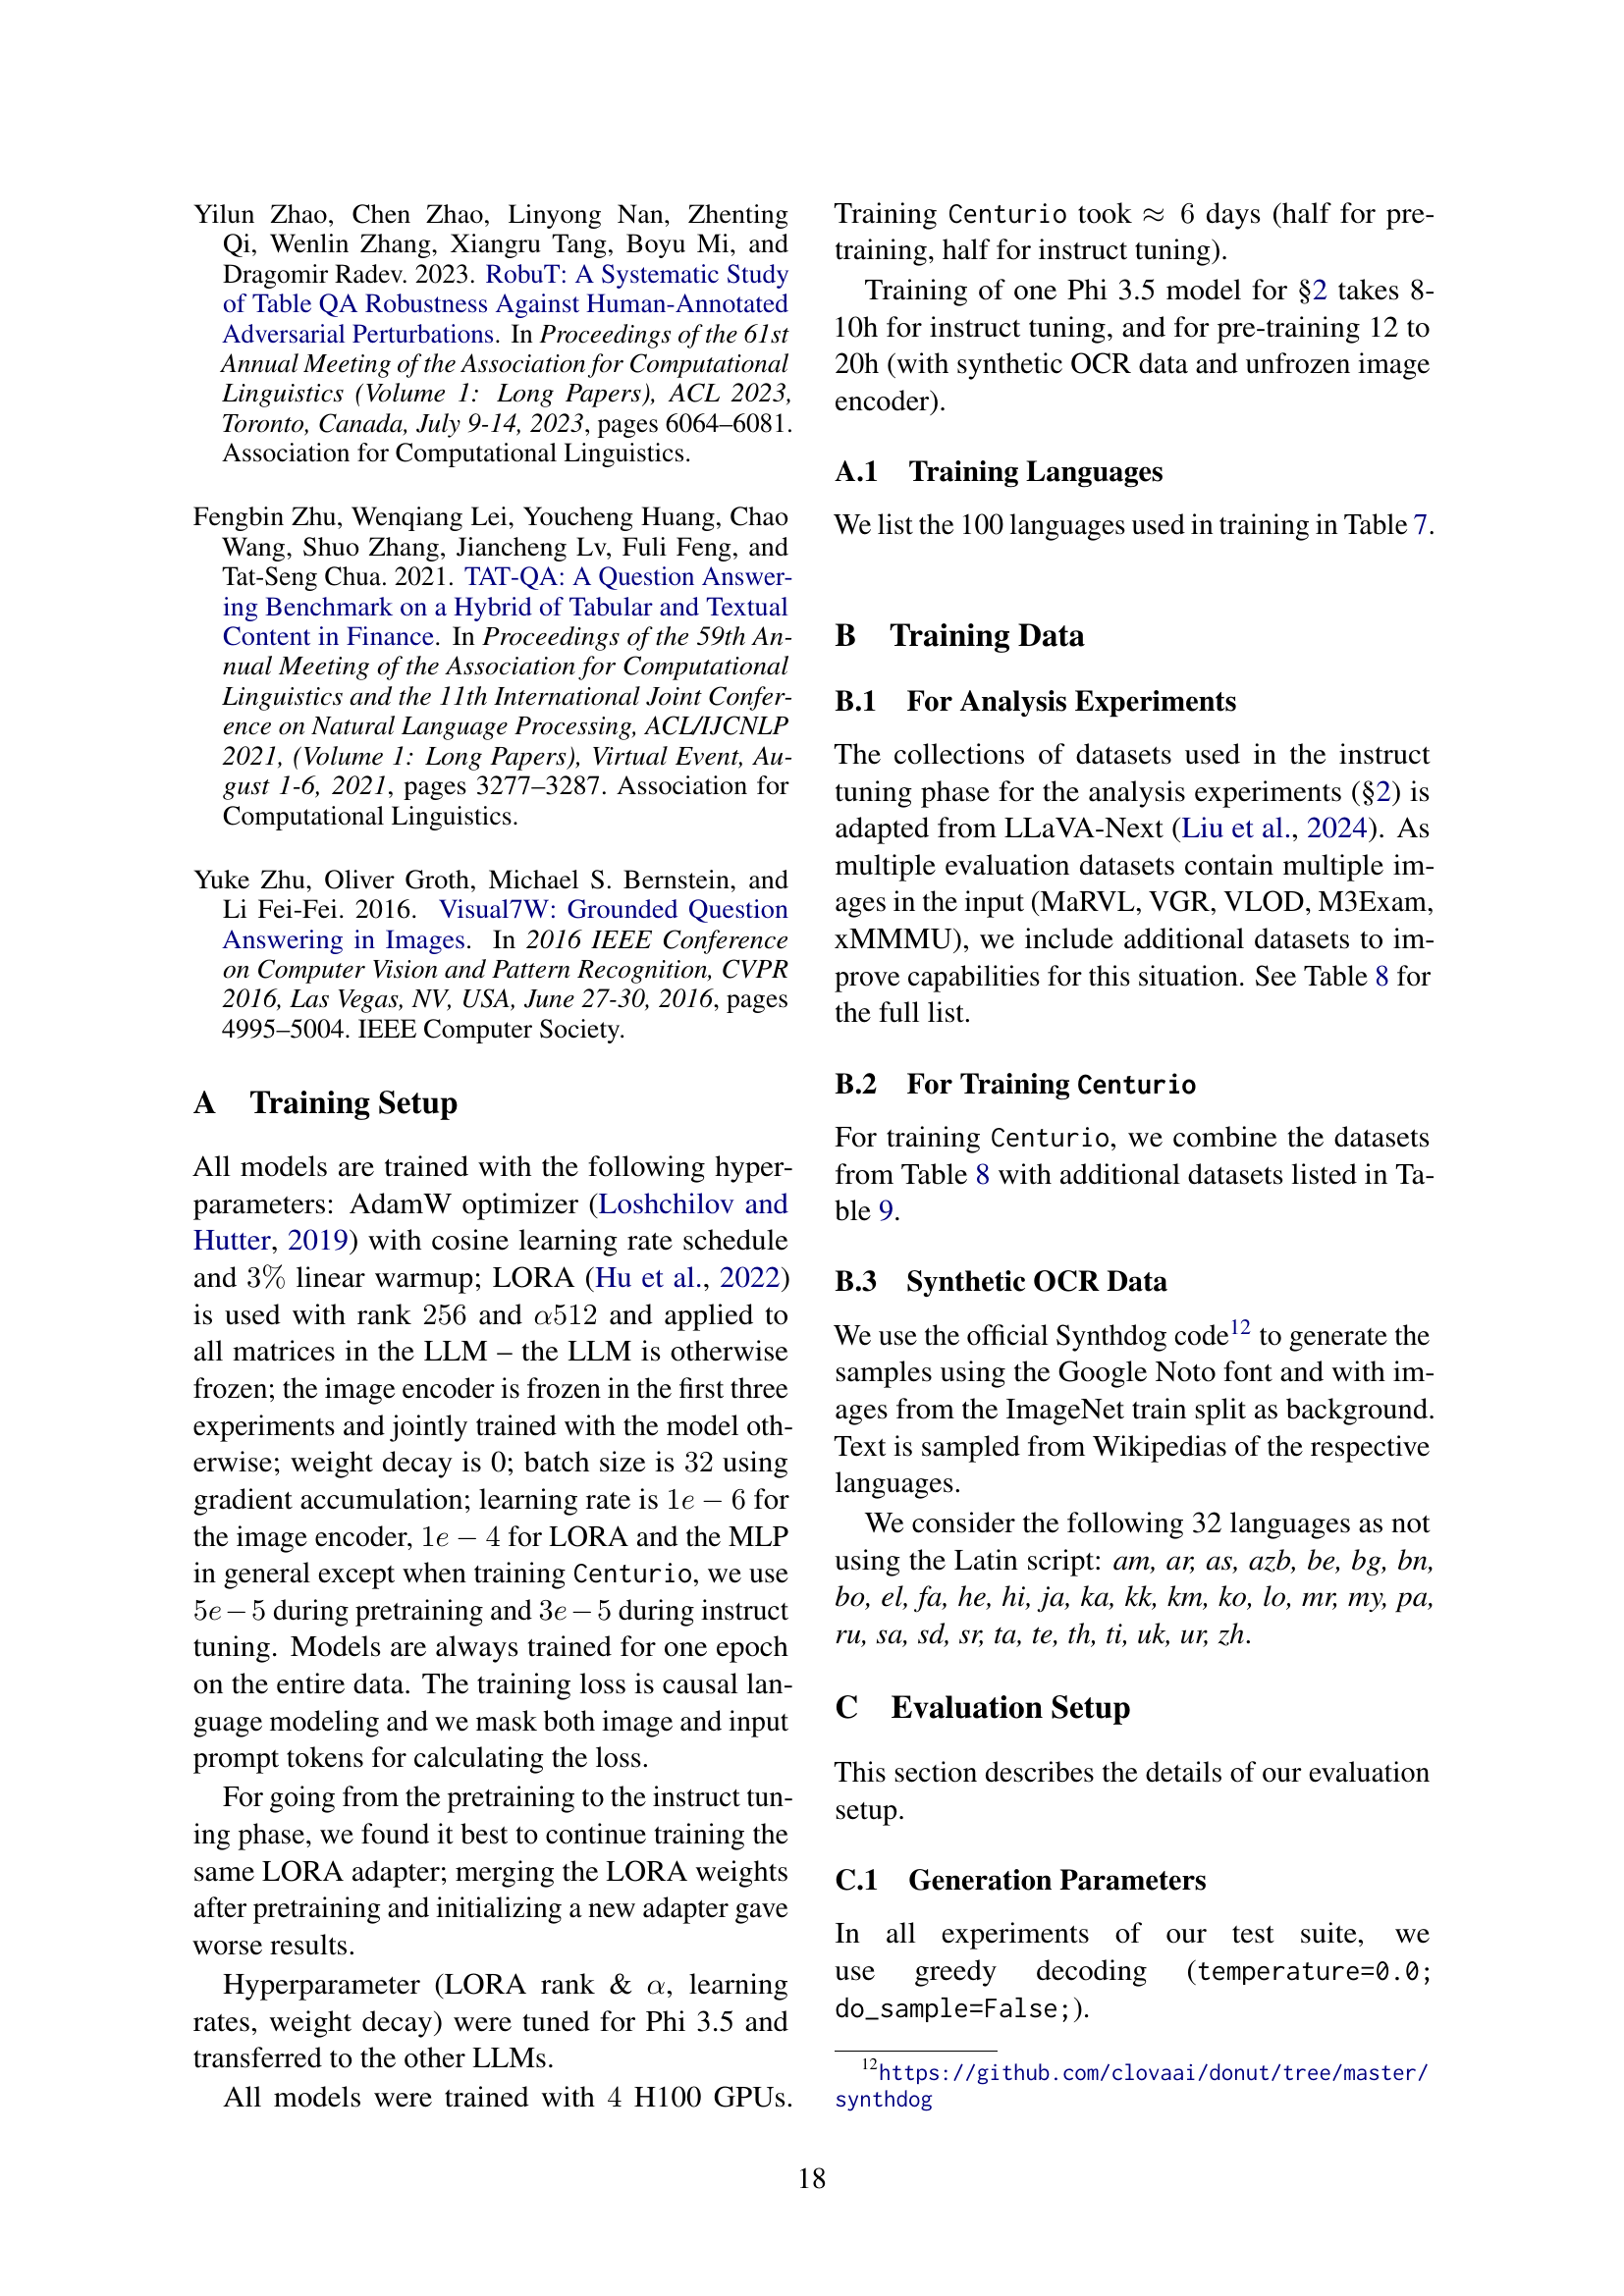 Yilun Zhao, Chen Zhao, Linyong Nan, Zhenting
Qi, Wenlin Zhang, Xiangru Tang, Boyu Mi, and
Dragomir Radev. 2023. RobuT: A Systematic Study
of Table QA Robustness Against Human-Annotated
Adversarial Perturbations. In Proceedings of the 61st
Annual Meeting of the Association for Computational
Linguistics (Volume 1: Long Papers), ACL 2023,
Toronto, Canada, July 9-14, 2023, pages 6064–6081.
Association for Computational Linguistics.
Fengbin Zhu, Wenqiang Lei, Youcheng Huang, Chao
Wang, Shuo Zhang, Jiancheng Lv, Fuli Feng, and
Tat-Seng Chua. 2021. TAT-QA: A Question Answer-
ing Benchmark on a Hybrid of Tabular and Textual
Content in Finance. In Proceedings of the 59th An-
nual Meeting of the Association for Computational
Linguistics and the 11th International Joint Confer-
ence on Natural Language Processing, ACL/IJCNLP
2021, (Volume 1: Long Papers), Virtual Event, Au-
gust 1-6, 2021, pages 3277–3287. Association for
Computational Linguistics.
Yuke Zhu, Oliver Groth, Michael S. Bernstein, and
Li Fei-Fei. 2016. Visual7W: Grounded Question
Answering in Images. In 2016 IEEE Conference
on Computer Vision and Pattern Recognition, CVPR
2016, Las Vegas, NV, USA, June 27-30, 2016, pages
4995–5004. IEEE Computer Society.
A Training Setup
All models are trained with the following hyper-
parameters: AdamW optimizer (Loshchilov and
Hutter, 2019) with cosine learning rate schedule
and 3% linear warmup; LORA (Hu et al., 2022)
is used with rank 256 and α512 and applied to
all matrices in the LLM – the LLM is otherwise
frozen; the image encoder is frozen in the first three
experiments and jointly trained with the model oth-
erwise; weight decay is 0; batch size is 32 using
gradient accumulation; learning rate is 1e − 6 for
the image encoder, 1e − 4 for LORA and the MLP
in general except when training Centurio, we use
5e − 5 during pretraining and 3e − 5 during instruct
tuning. Models are always trained for one epoch
on the entire data. The training loss is causal lan-
guage modeling and we mask both image and input
prompt tokens for calculating the loss.
For going from the pretraining to the instruct tun-
ing phase, we found it best to continue training the
same LORA adapter; merging the LORA weights
after pretraining and initializing a new adapter gave
worse results.
Hyperparameter (LORA rank & α, learning
rates, weight decay) were tuned for Phi 3.5 and
transferred to the other LLMs.
All models were trained with 4 H100 GPUs.
Training Centurio took ≈ 6 days (half for pre-
training, half for instruct tuning).
Training of one Phi 3.5 model for §2 takes 8-
10h for instruct tuning, and for pre-training 12 to
20h (with synthetic OCR data and unfrozen image
encoder).
A.1 Training Languages
We list the 100 languages used in training in Table 7.
B Training Data
B.1 For Analysis Experiments
The collections of datasets used in the instruct
tuning phase for the analysis experiments (§2) is
adapted from LLaVA-Next (Liu et al., 2024). As
multiple evaluation datasets contain multiple im-
ages in the input (MaRVL, VGR, VLOD, M3Exam,
xMMMU), we include additional datasets to im-
prove capabilities for this situation. See Table 8 for
the full list.
B.2 For Training Centurio
For training Centurio, we combine the datasets
from Table 8 with additional datasets listed in Ta-
ble 9.
B.3 Synthetic OCR Data
We use the official Synthdog code12 to generate the
samples using the Google Noto font and with im-
ages from the ImageNet train split as background.
Text is sampled from Wikipedias of the respective
languages.
We consider the following 32 languages as not
using the Latin script: am, ar, as, azb, be, bg, bn,
bo, el, fa, he, hi, ja, ka, kk, km, ko, lo, mr, my, pa,
ru, sa, sd, sr, ta, te, th, ti, uk, ur, zh.
C Evaluation Setup
This section describes the details of our evaluation
setup.
C.1 Generation Parameters
In all experiments of our test suite, we
use greedy decoding (temperature=0.0;
do_sample=False;).
12https://github.com/clovaai/donut/tree/master/
synthdog
18